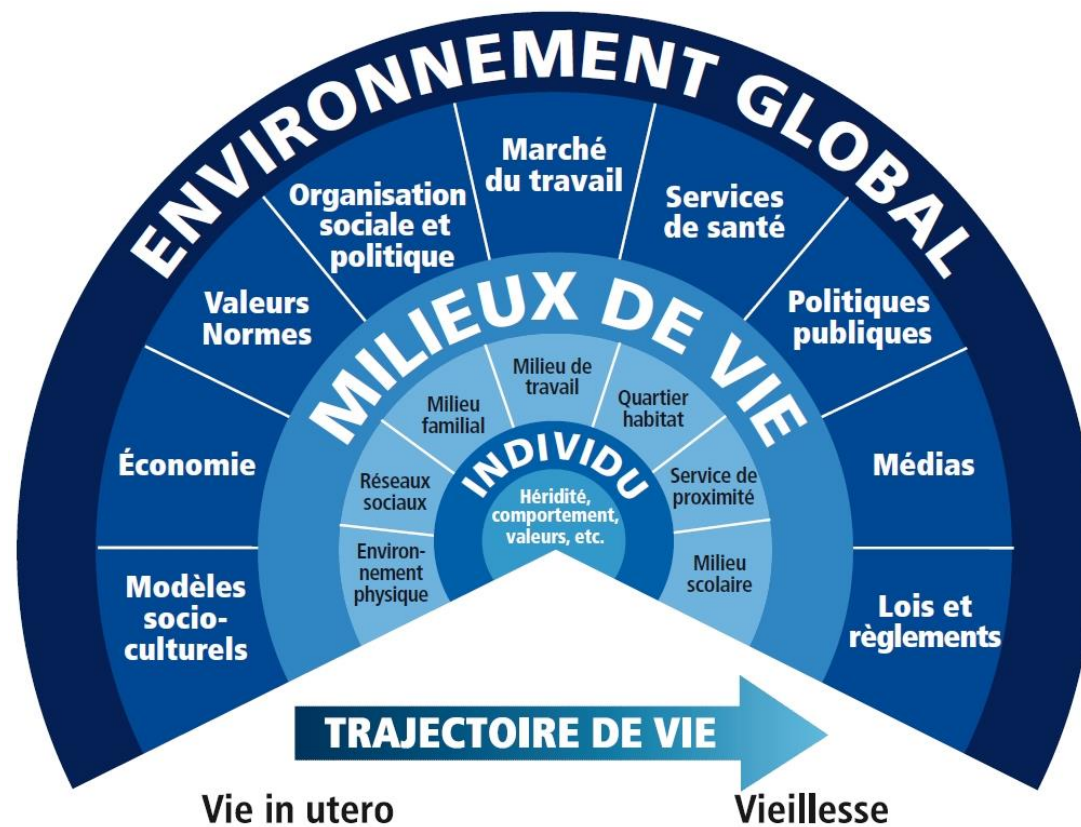 ENVIRONNEMENT GLOBAL
Modèles
socio-
culturels
Économie
Valeurs
Normes
Organisation
sociale et
politique
Marché
du travail
Services
de santé
Politiques
publiques
Médias
Lois et
règlements
MILIEUX DE VIE
Environ-
nement
physique
Réseaux
sociaux
Milieu
familial
Milieu de
travail
Quartier
habitat
Service de
proximité
Milieu
scolaire
INDIVIDU
Héridité,
comportement,
valeurs, etc.
TRAJECTOIRE DE VIE
Vie in utero
Vieillesse